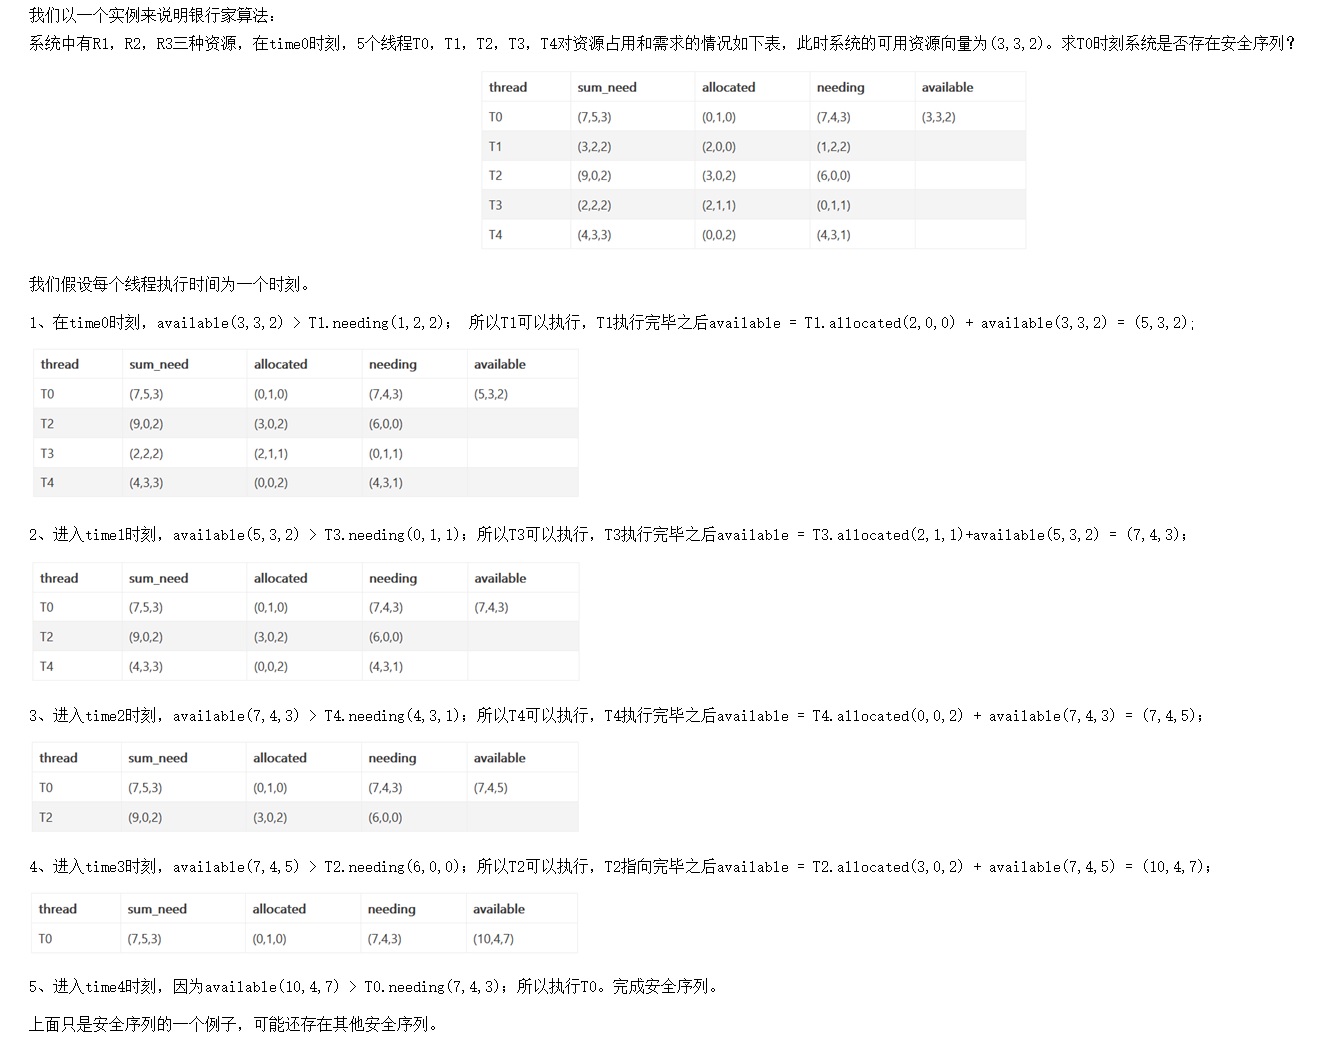 我们以一个实例来说明银行家算法：
系统中有R1，R2，R3三种资源，在time0时刻，5个线程T0，T1，T2，T3，T4对资源占用和需求的情况如下表，此时系统的可用资源向量为(3,3,2)。求T0时刻系统是否存在安全序列？
thread sum_need allocated needing available
T0 (7,5,3) (0,1,0) (7,4,3) (3,3,2)
T1 (3,2,2) (2,0,0) (1,2,2)
T2 (9,0,2) (3,0,2) (6,0,0)
T3 (2,2,2) (2,1,1) (0,1,1)
T4 (4,3,3) (0,0,2) (4,3,1)
我们假设每个线程执行时间为一个时刻。
1、在time0时刻，available(3,3,2) > T1.needing(1,2,2)； 所以T1可以执行，T1执行完毕之后available = T1.allocated(2,0,0) + available(3,3,2) = (5,3,2);
thread sum_need allocated needing available
T0 (7,5,3) (0,1,0) (7,4,3) (5,3,2)
T2 (9,0,2) (3,0,2) (6,0,0)
T3 (2,2,2) (2,1,1) (0,1,1)
T4 (4,3,3) (0,0,2) (4,3,1)
2、进入time1时刻，available(5,3,2) > T3.needing(0,1,1)；所以T3可以执行，T3执行完毕之后available = T3.allocated(2,1,1)+available(5,3,2) = (7,4,3)；
thread sum_need allocated needing available
T0 (7,5,3) (0,1,0) (7,4,3) (7,4,3)
T2 (9,0,2) (3,0,2) (6,0,0)
T4 (4,3,3) (0,0,2) (4,3,1)
3、进入time2时刻，available(7,4,3) > T4.needing(4,3,1)；所以T4可以执行，T4执行完毕之后available = T4.allocated(0,0,2) + available(7,4,3) = (7,4,5)；
thread sum_need allocated needing available
T0 (7,5,3) (0,1,0) (7,4,3) (7,4,5)
T2 (9,0,2) (3,0,2) (6,0,0)
4、进入time3时刻，available(7,4,5) > T2.needing(6,0,0)；所以T2可以执行，T2指向完毕之后available = T2.allocated(3,0,2) + available(7,4,5) = (10,4,7)；
thread sum_need allocated needing available
T0 (7,5,3) (0,1,0) (7,4,3) (10,4,7)
5、进入time4时刻，因为available(10,4,7) > T0.needing(7,4,3)；所以执行T0。完成安全序列。
上面只是安全序列的一个例子，可能还存在其他安全序列。